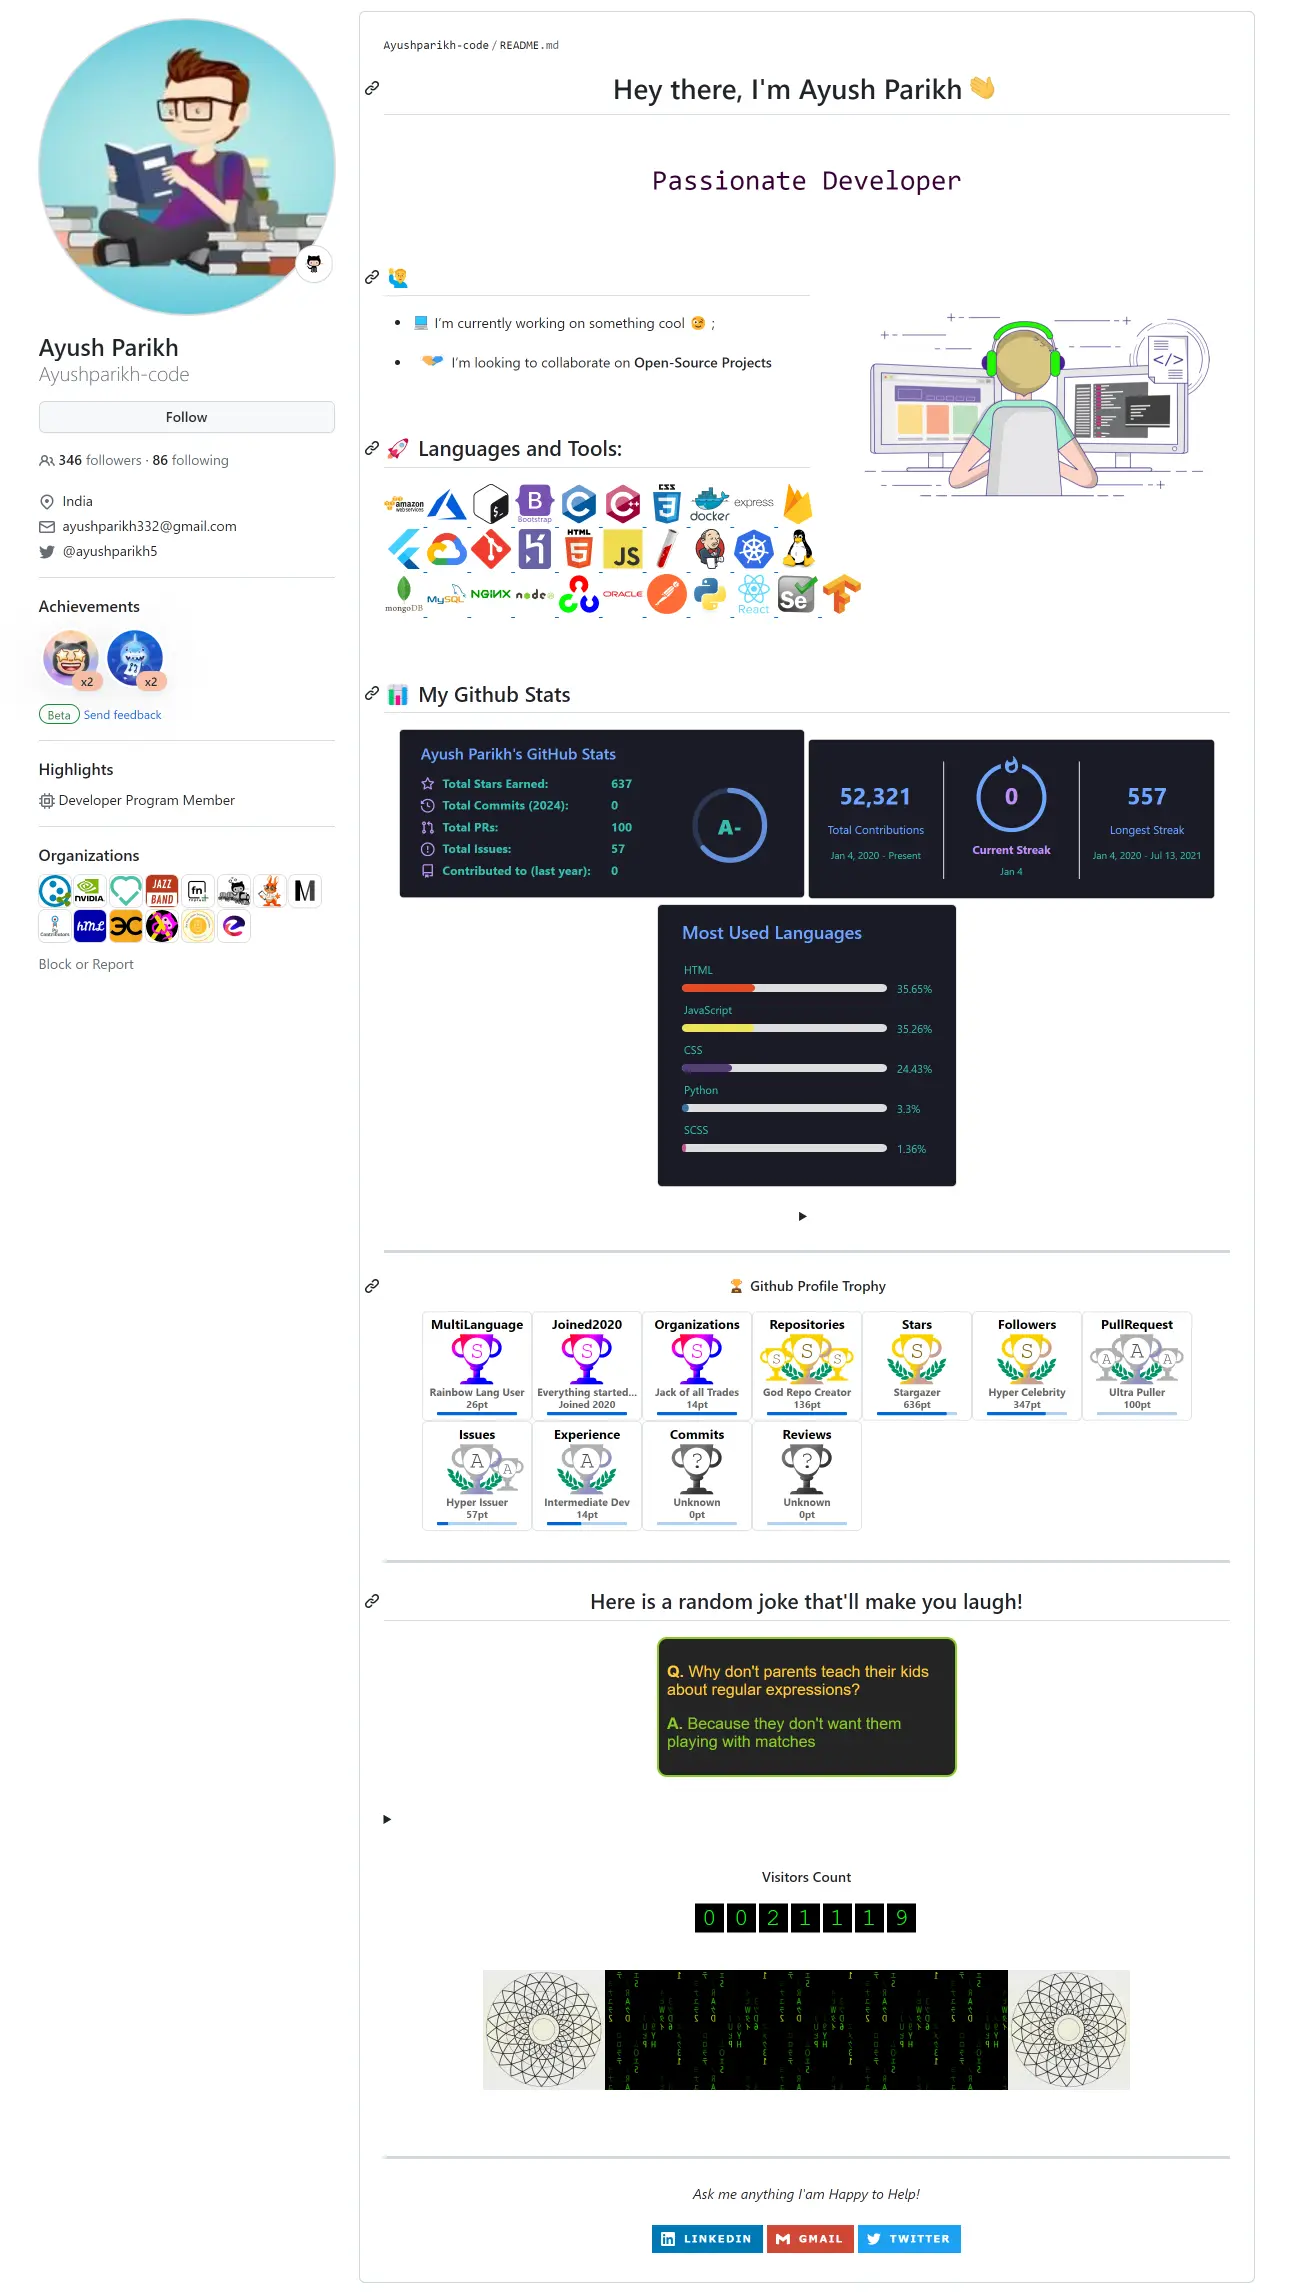 Ayush Parikh
Ayushparikh-code
Follow
346 followers · 86 following
India
ayushparikh332@gmail.com
@ayushparikh5
Achievements
x2
x2
Beta Send feedback
Highlights
Developer Program Member
Organizations
NVIDIA
JAZZ
BAND
fn
M
Contributors
Block or Report
Ayushparikh-code / README.md
Hey there, I'm Ayush Parikh 👋
Passionate Developer
I'm currently working on something cool 😉 ;
I'm looking to collaborate on Open-Source Projects
</>
Languages and Tools:
amazon
web services
$_
B
Bootstrap
C
C++
CSS
3
docker
express
HTML
5
JS
mongoDB
MySQL
NGINX
node
ORACLE
React
Se
My Github Stats
Ayush Parikh's GitHub Stats
Total Stars Earned: 637
Total Commits (2024): 0
Total PRs: 100
Total Issues: 57
Contributed to (last year): 0
A-
52,321
Total Contributions
Jan 4, 2020 - Present
0
Current Streak
Jan 4
557
Longest Streak
Jan 4, 2020 - Jul 13, 2021
Most Used Languages
HTML
35.65%
JavaScript
35.26%
CSS
24.43%
Python
3.3%
SCSS
1.36%
Github Profile Trophy
MultiLanguage
S
Rainbow Lang User
26pt
Joined2020
S
Everything started...
Joined 2020
Organizations
S
Jack of all Trades
14pt
Repositories
S S S
God Repo Creator
136pt
Stars
S
Stargazer
636pt
Followers
S
Hyper Celebrity
347pt
PullRequest
A A A
Ultra Puller
100pt
Issues
A A
Hyper Issuer
57pt
Experience
A
Intermediate Dev
14pt
Commits
?
Unknown
0pt
Reviews
?
Unknown
0pt
Here is a random joke that'll make you laugh!
Q. Why don't parents teach their kids
about regular expressions?
A. Because they don't want them
playing with matches
Visitors Count
0 0 2 1 1 1 9
Ask me anything I'am Happy to Help!
LINKEDIN
GMAIL
TWITTER